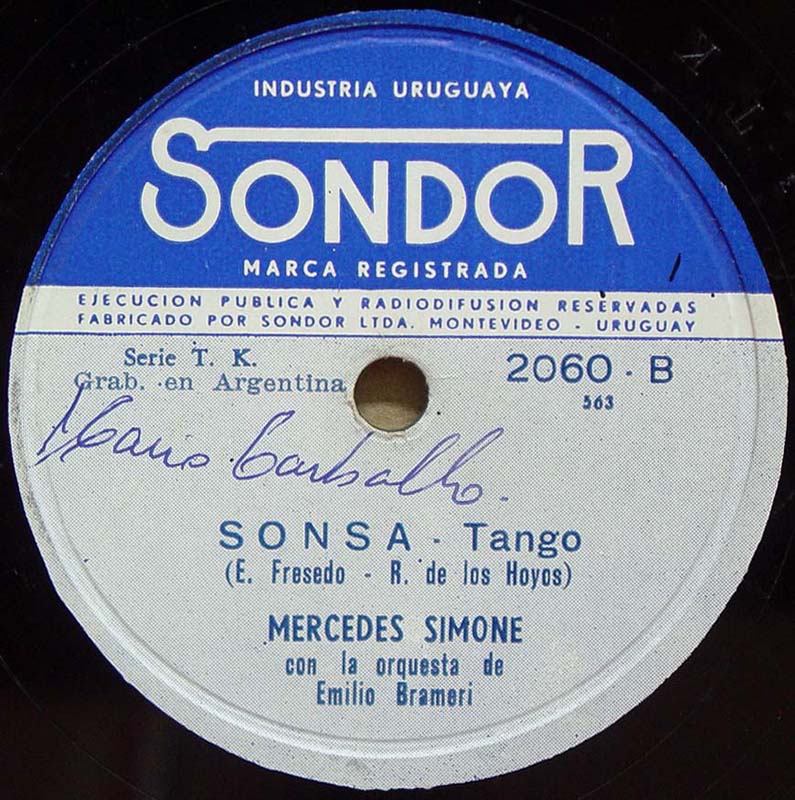 INDUSTRIA URUGUAYA
SONDOR
MARCA REGISTRADA
EJECUCION PUBLICA Y RADIODIFUSION RESERVADAS
FABRICADO POR SONDOR LTDA. MONTEVIDEO - URUGUAY
Serie T. K.
Grab. en Argentina
2060 - B
563
Mario Carballo.
SONSA - Tango
(E. Fresedo - R. de los Hoyos)
MERCEDES SIMONE
con la orquesta de
Emilio Brameri